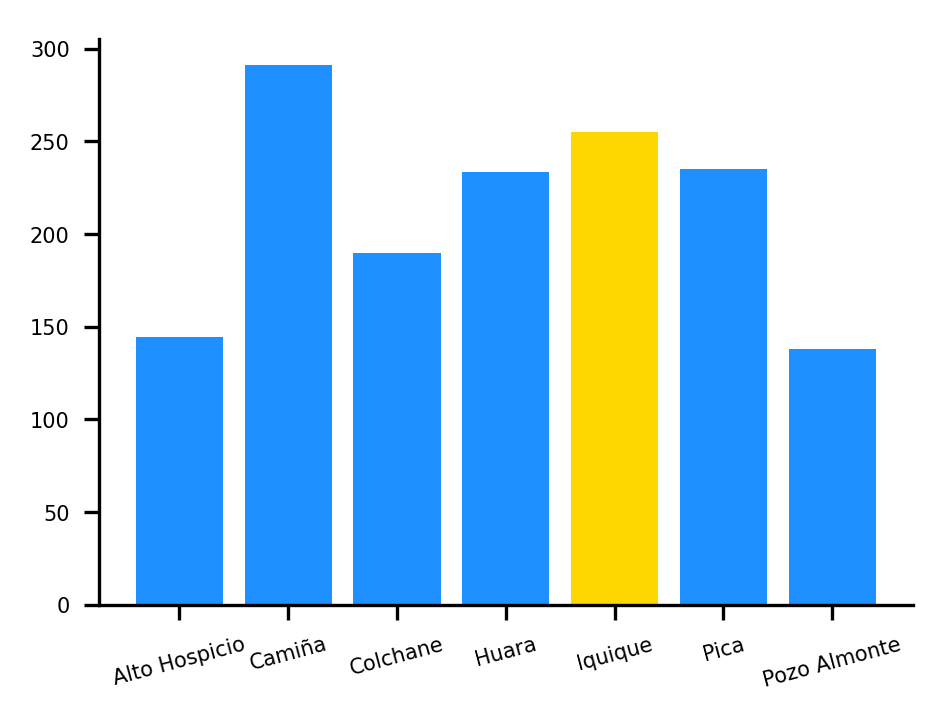 300
250
200
150
100
50
0
Alto Hospicio
Camiña
Colchane
Huara
Iquique
Pica
Pozo Almonte